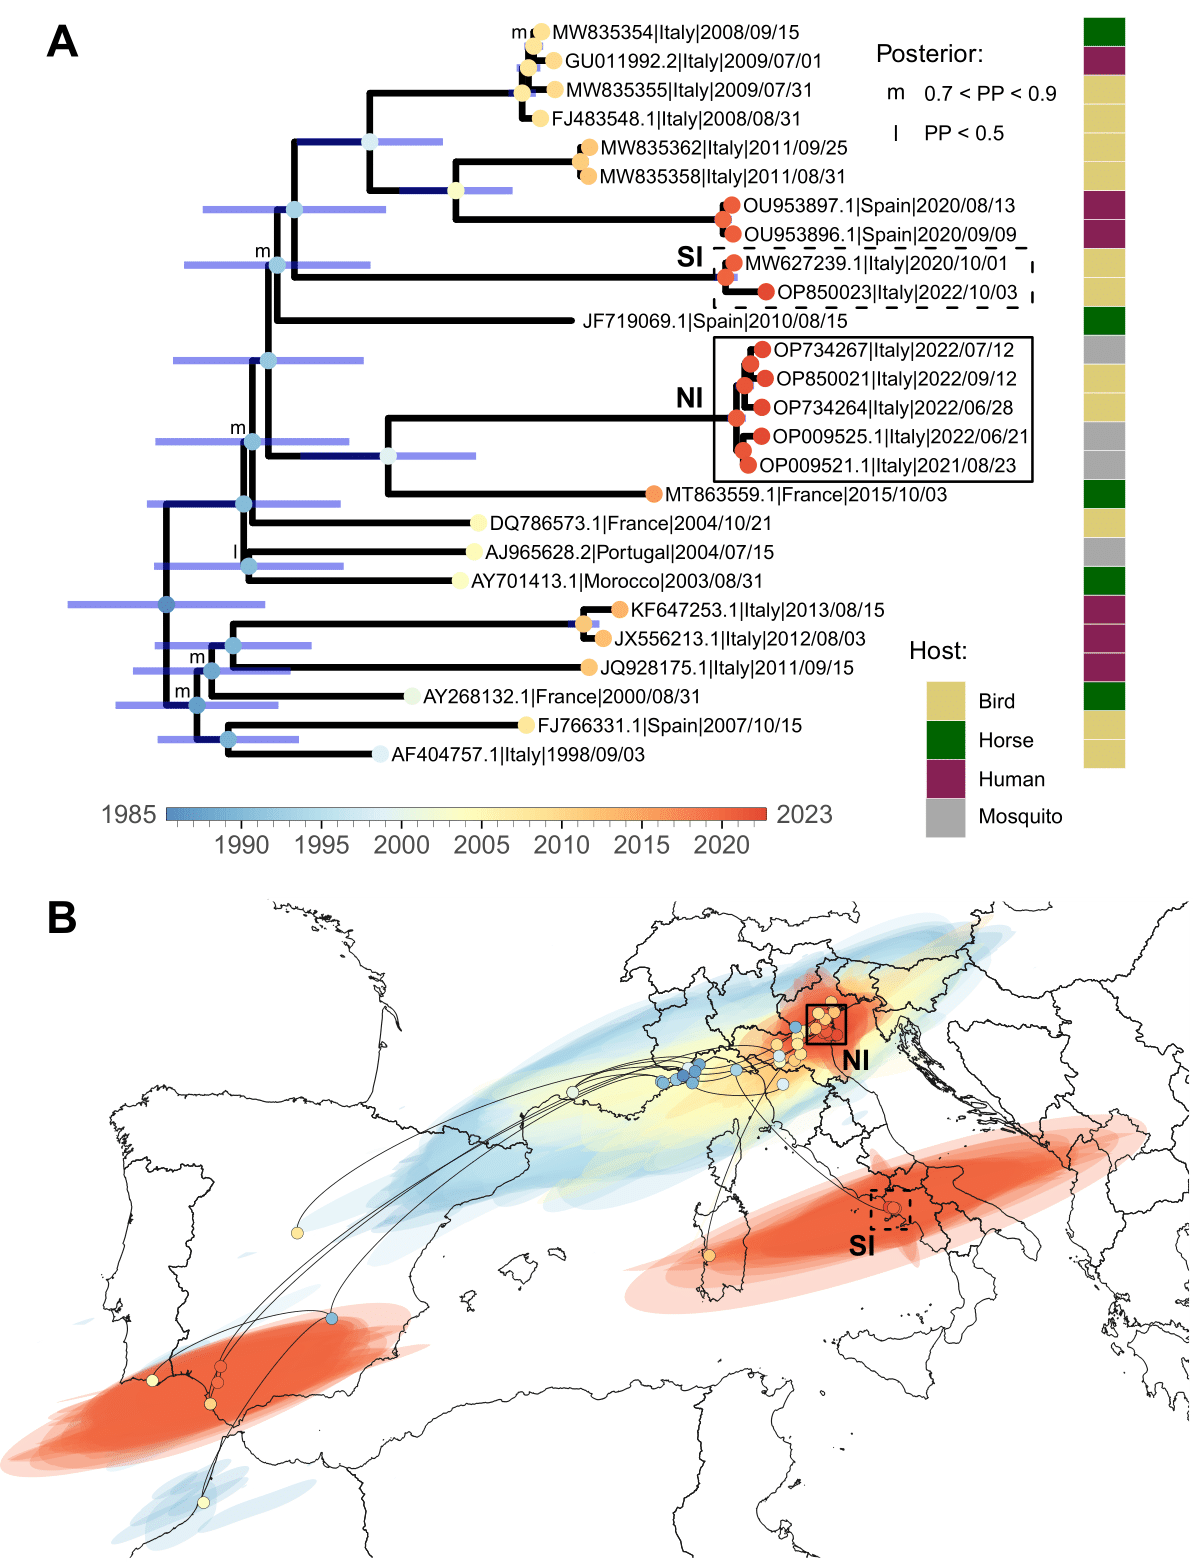 A
m
MW835354|Italy|2008/09/15
GU011992.2|Italy|2009/07/01
MW835355|Italy|2009/07/31
FJ483548.1|Italy|2008/08/31
MW835362|Italy|2011/09/25
MW835358|Italy|2011/08/31
OU953897.1|Spain|2020/08/13
OU953896.1|Spain|2020/09/09
m
SI
MW627239.1|Italy|2020/10/01
OP850023|Italy|2022/10/03
JF719069.1|Spain|2010/08/15
OP734267|Italy|2022/07/12
OP850021|Italy|2022/09/12
NI
OP734264|Italy|2022/06/28
m
OP009525.1|Italy|2022/06/21
OP009521.1|Italy|2021/08/23
MT863559.1|France|2015/10/03
DQ786573.1|France|2004/10/21
l
AJ965628.2|Portugal|2004/07/15
AY701413.1|Morocco|2003/08/31
KF647253.1|Italy|2013/08/15
JX556213.1|Italy|2012/08/03
m
JQ928175.1|Italy|2011/09/15
m
AY268132.1|France|2000/08/31
FJ766331.1|Spain|2007/10/15
AF404757.1|Italy|1998/09/03
Posterior:
m 0.7 < PP < 0.9
l PP < 0.5
Host:
Bird
Horse
Human
Mosquito
1985 2023
1990 1995 2000 2005 2010 2015 2020
B
NI
SI